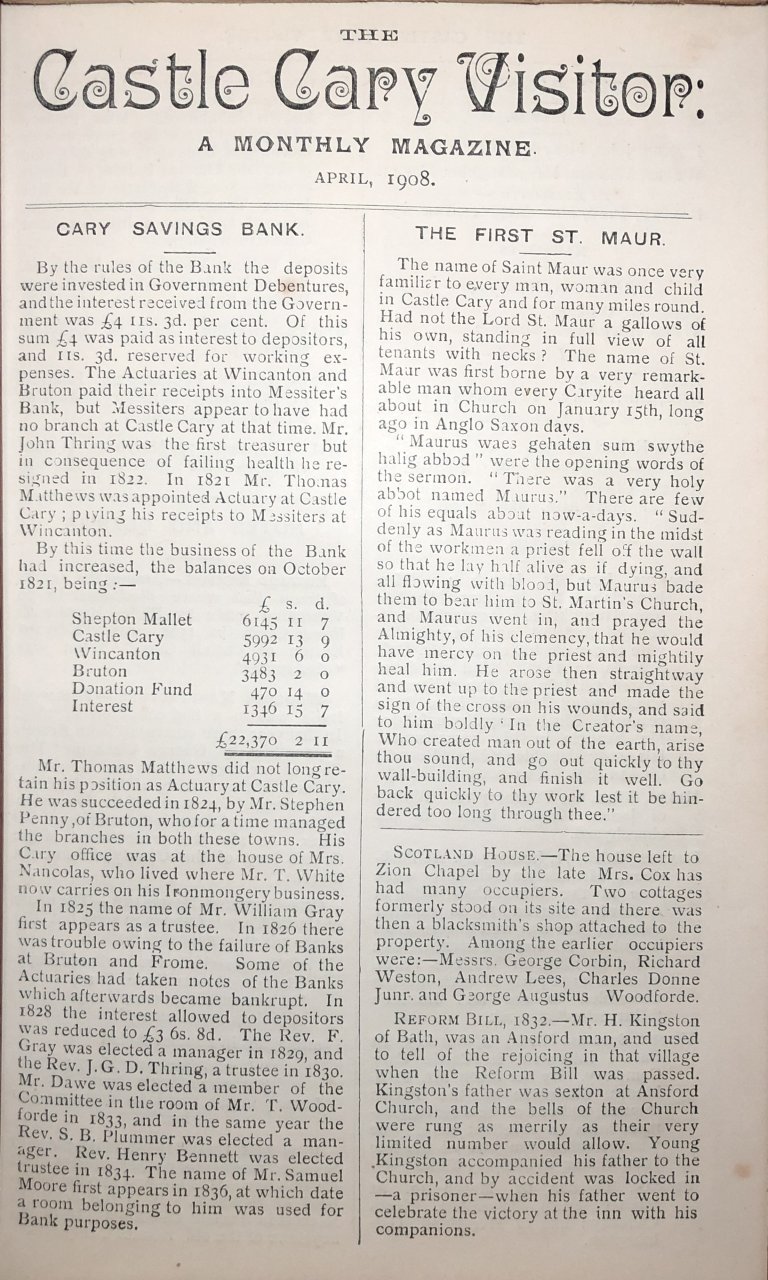 THE
Castle Cary Visitor:
A MONTHLY MAGAZINE.
APRIL, 1908.
CARY SAVINGS BANK.
By the rules of the Bank the deposits
were invested in Government Debentures,
and the interest received from the Govern-
ment was £4 11s. 3d. per cent. Of this
sum £4 was paid as interest to depositors,
and 11s. 3d. reserved for working ex-
penses. The Actuaries at Wincanton and
Bruton paid their receipts into Messiter's
Bank, but Messiters appear to have had
no branch at Castle Cary at that time. Mr.
John Thring was the first treasurer but
in consequence of failing health he re-
signed in 1822. In 1821 Mr. Thomas
Matthews was appointed Actuary at Castle
Cary; paying his receipts to Messiters at
Wincanton.
By this time the business of the Bank
had increased, the balances on October
1821, being:—
£ s. d.
Shepton Mallet 6145 11 7
Castle Cary 5992 13 9
Wincanton 4931 6 0
Bruton 3483 2 0
Donation Fund 470 14 0
Interest 1346 15 7
£22,370 2 11
Mr. Thomas Matthews did not long re-
tain his position as Actuary at Castle Cary.
He was succeeded in 1824, by Mr. Stephen
Penny, of Bruton, who for a time managed
the branches in both these towns. His
Cary office was at the house of Mrs.
Nancolas, who lived where Mr. T. White
now carries on his Ironmongery business.
In 1825 the name of Mr. William Gray
first appears as a trustee. In 1826 there
was trouble owing to the failure of Banks
at Bruton and Frome. Some of the
Actuaries had taken notes of the Banks
which afterwards became bankrupt. In
1828 the interest allowed to depositors
was reduced to £3 6s. 8d. The Rev. F.
Gray was elected a manager in 1829, and
the Rev. J. G. D. Thring, a trustee in 1830.
Mr. Dawe was elected a member of the
Committee in the room of Mr. T. Wood-
forde in 1833, and in the same year the
Rev. S. B. Plummer was elected a man-
ager. Rev. Henry Bennett was elected
trustee in 1834. The name of Mr. Samuel
Moore first appears in 1836, at which date
a room belonging to him was used for
Bank purposes.
THE FIRST ST. MAUR.
The name of Saint Maur was once very
familiar to every man, woman and child
in Castle Cary and for many miles round.
Had not the Lord St. Maur a gallows of
his own, standing in full view of all
tenants with necks? The name of St.
Maur was first borne by a very remark-
able man whom every Caryite heard all
about in Church on January 15th, long
ago in Anglo Saxon days.
"Maurus waes gehaten sum swythe
halig abbod" were the opening words of
the sermon. "There was a very holy
abbot named Maurus." There are few
of his equals about now-a-days. "Sud-
denly as Maurus was reading in the midst
of the workmen a priest fell off the wall
so that he lay half alive as if dying, and
all flowing with blood, but Maurus bade
them to bear him to St. Martin's Church,
and Maurus went in, and prayed the
Almighty, of his clemency, that he would
have mercy on the priest and mightily
heal him. He arose then straightway
and went up to the priest and made the
sign of the cross on his wounds, and said
to him boldly 'In the Creator's name,
Who created man out of the earth, arise
thou sound, and go out quickly to thy
wall-building, and finish it well. Go
back quickly to thy work lest it be hin-
dered too long through thee."
SCOTLAND HOUSE.—The house left to
Zion Chapel by the late Mrs. Cox has
had many occupiers. Two cottages
formerly stood on its site and there was
then a blacksmith's shop attached to the
property. Among the earlier occupiers
were:—Messrs. George Corbin, Richard
Weston, Andrew Lees, Charles Donne
Junr. and George Augustus Woodforde.
REFORM BILL, 1832.—Mr. H. Kingston
of Bath, was an Ansford man, and used
to tell of the rejoicing in that village
when the Reform Bill was passed.
Kingston's father was sexton at Ansford
Church, and the bells of the Church
were rung as merrily as their very
limited number would allow. Young
Kingston accompanied his father to the
Church, and by accident was locked in
—a prisoner—when his father went to
celebrate the victory at the inn with his
companions.